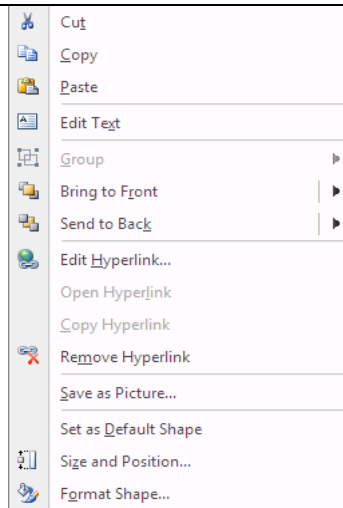 Cut
Copy
Paste
Edit Text
Group
Bring to Front
Send to Back
Edit Hyperlink...
Open Hyperlink
Copy Hyperlink
Remove Hyperlink
Save as Picture...
Set as Default Shape
Size and Position...
Format Shape...